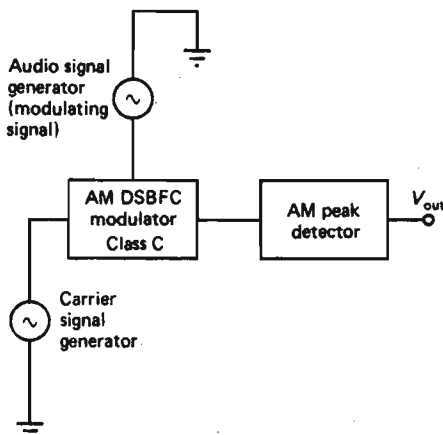 Audio signal
generator
(modulating
signal)
AM DSBFC
modulator
Class C
AM peak
detector
Vout
Carrier
signal
generator